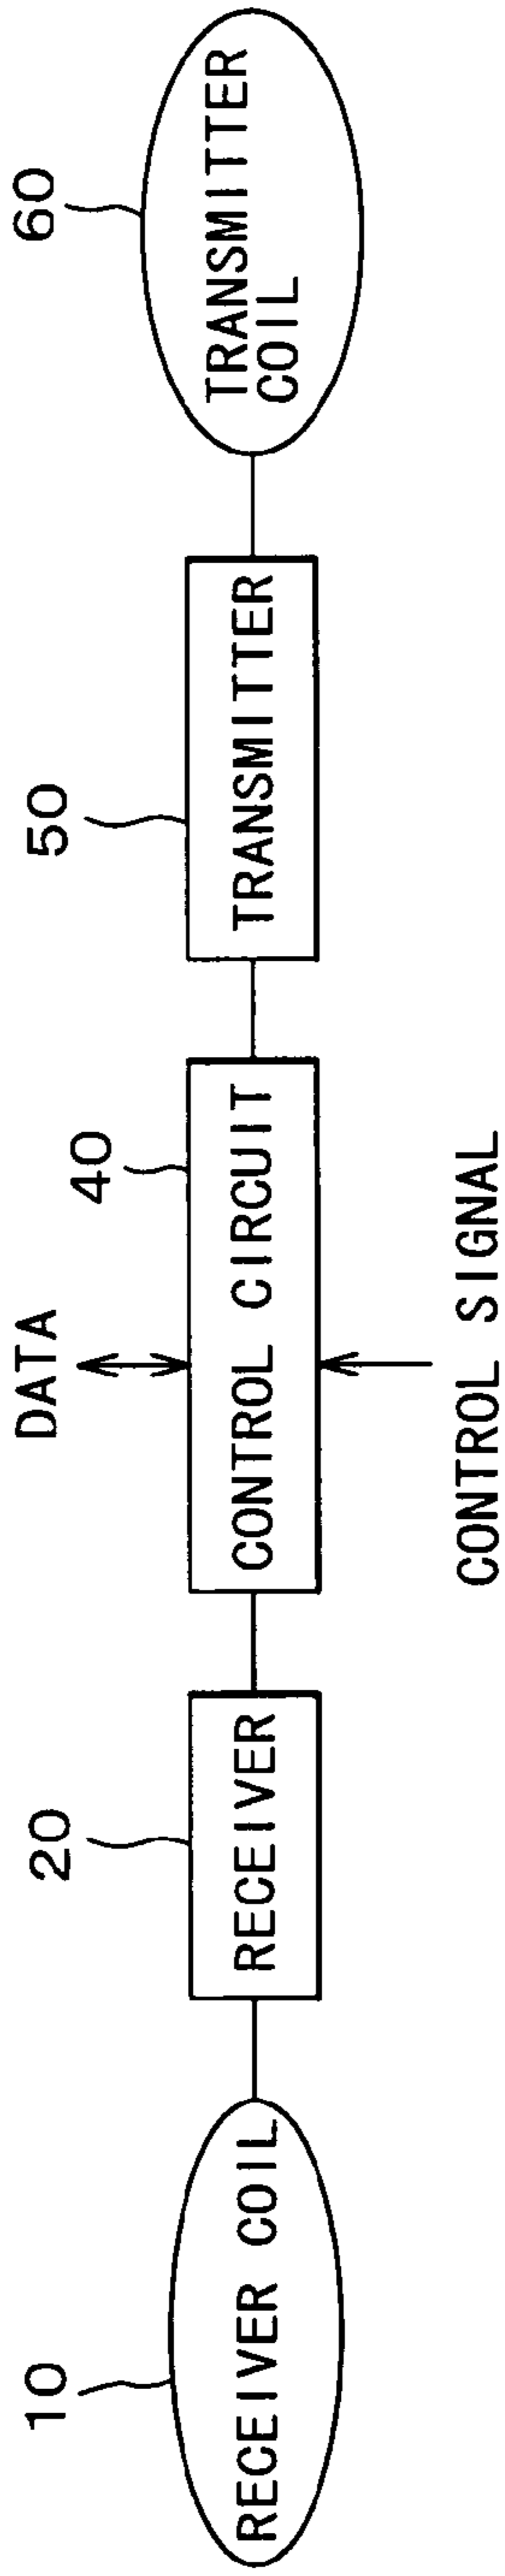 DATA
10
20
40
50
60
RECEIVER COIL
RECEIVER
CONTROL CIRCUIT
TRANSMITTER
TRANSMITTER
COIL
CONTROL SIGNAL